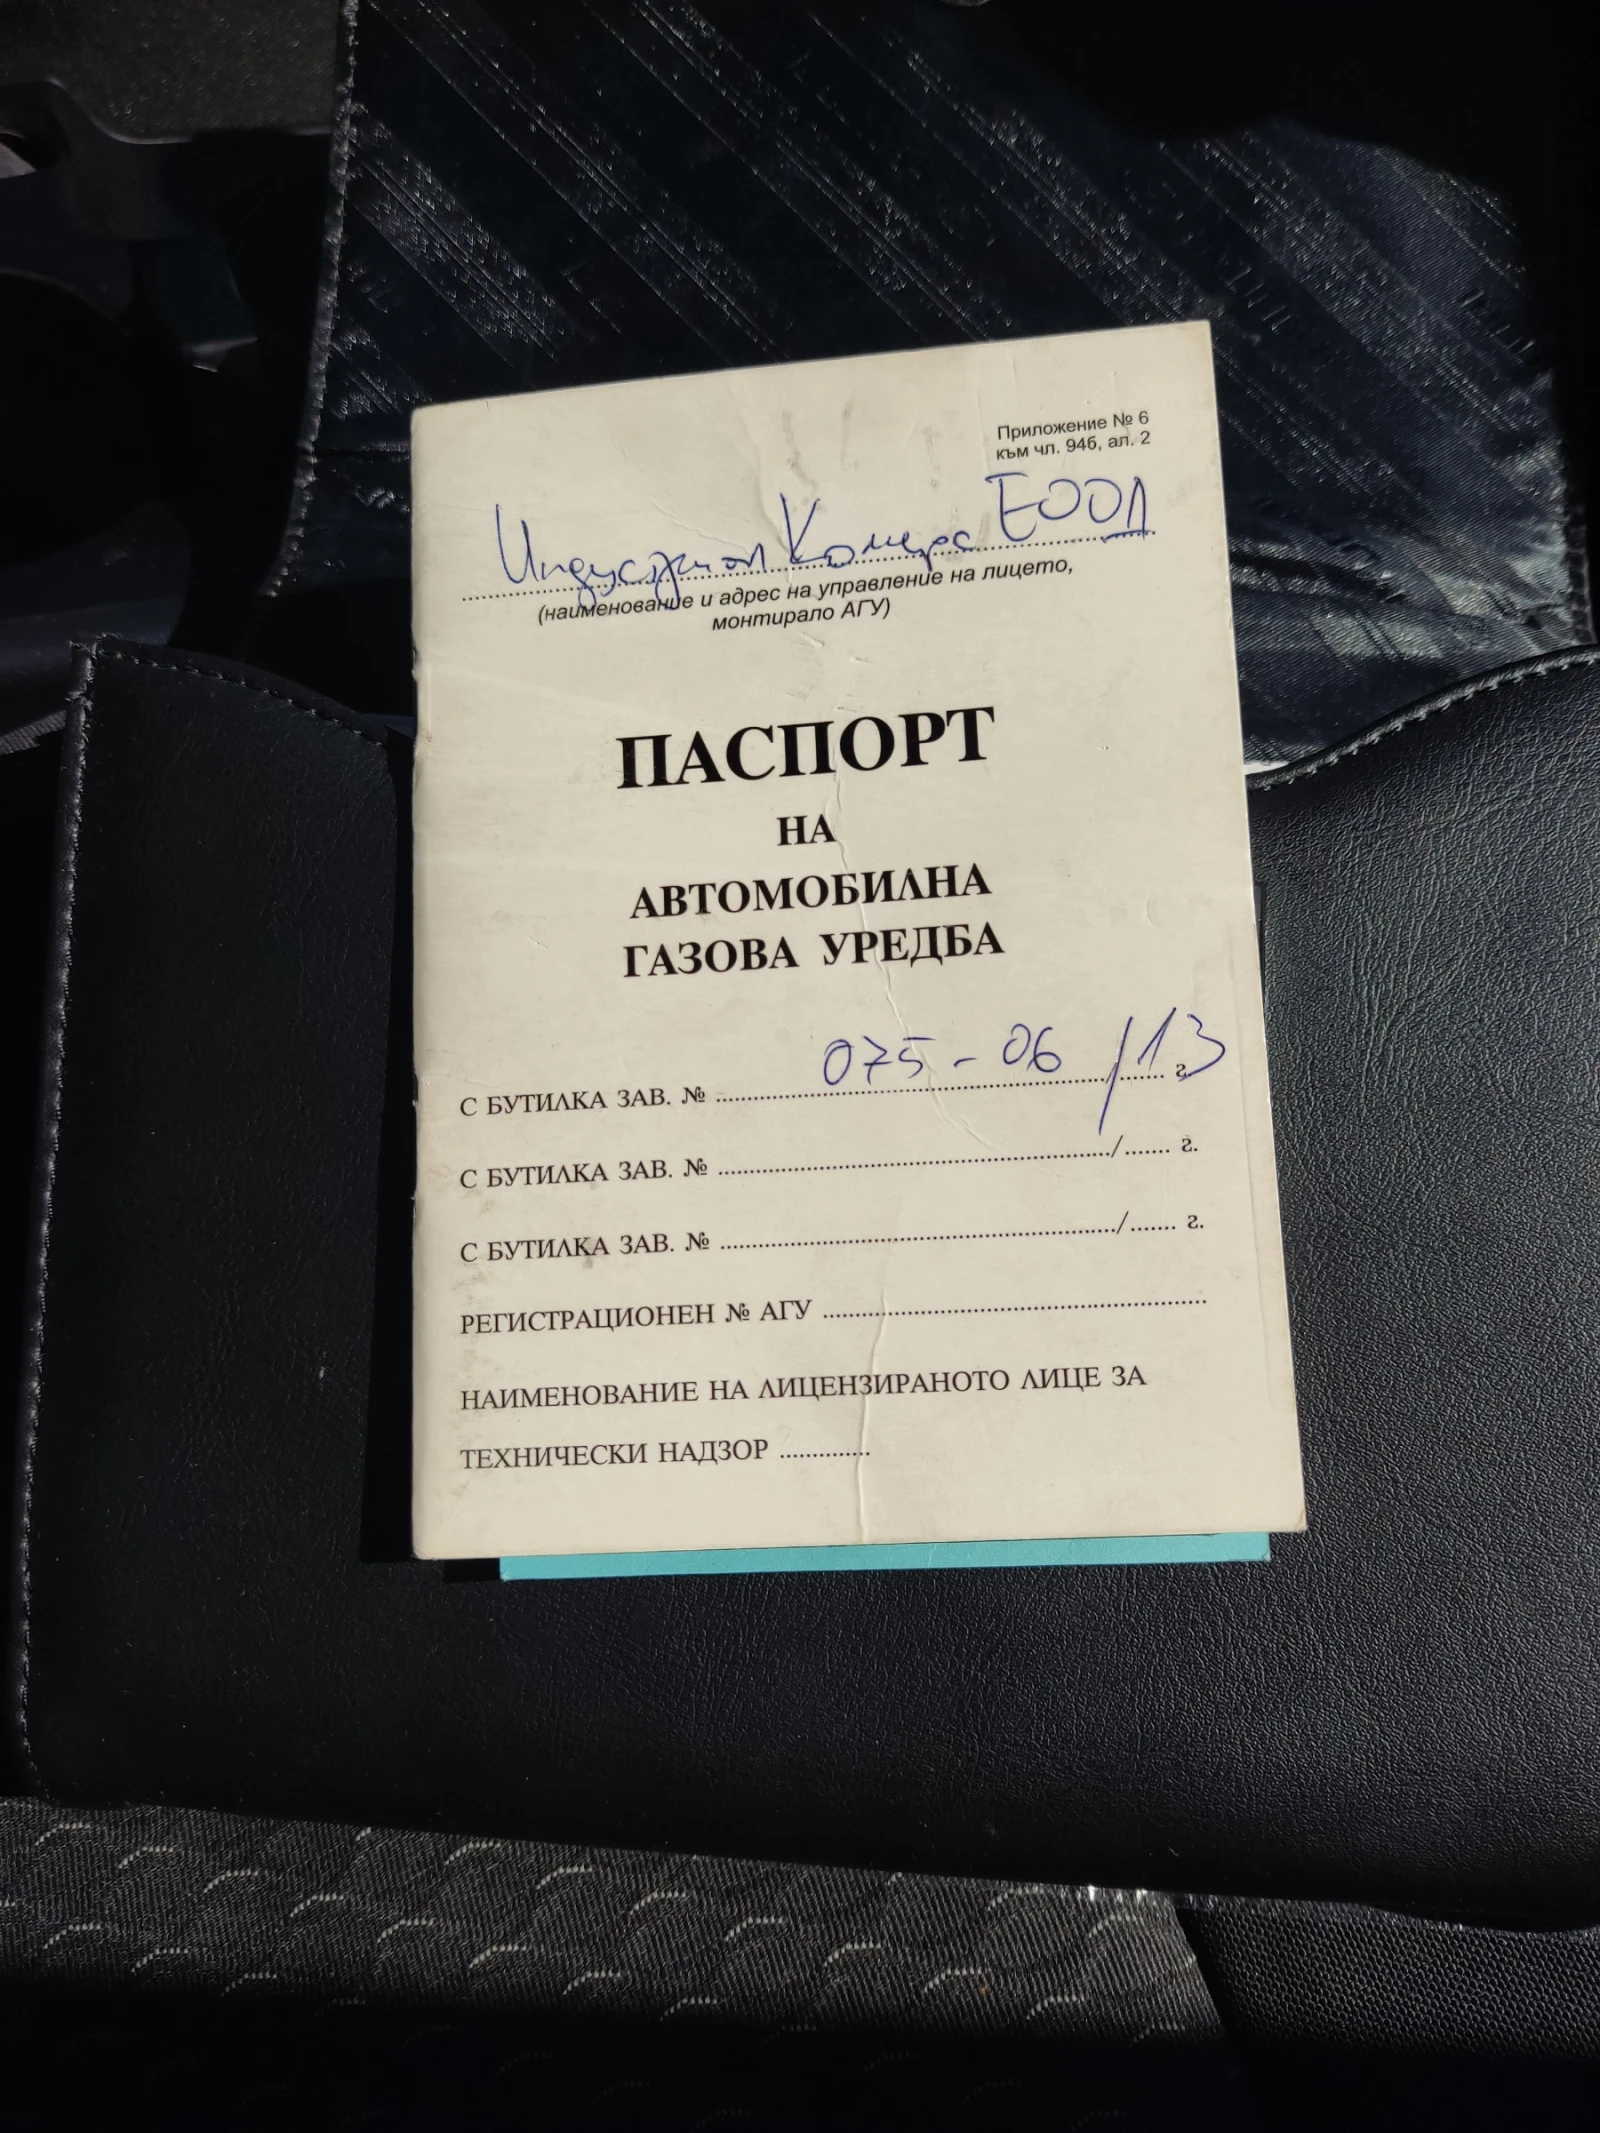 Приложение № 6
към чл. 94б, ал. 2
Индустриал Комерс ЕООД
(наименование и адрес на управление на лицето,
монтирало АГУ)
ПАСПОРТ
НА
АВТОМОБИЛНА
ГАЗОВА УРЕДБА
С БУТИЛКА ЗАВ. № 075-06 /13 г.
С БУТИЛКА ЗАВ. № ................/....... г.
С БУТИЛКА ЗАВ. № ................/....... г.
РЕГИСТРАЦИОНЕН № АГУ ................
НАИМЕНОВАНИЕ НА ЛИЦЕНЗИРАНОТО ЛИЦЕ ЗА
ТЕХНИЧЕСКИ НАДЗОР ..............